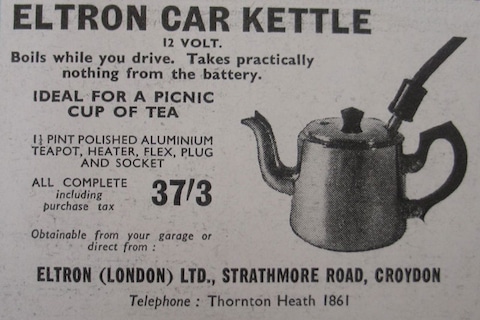 ELTRON CAR KETTLE
12 VOLT.
Boils while you drive. Takes practically
nothing from the battery.
IDEAL FOR A PICNIC
CUP OF TEA
1½ PINT POLISHED ALUMINIUM
TEAPOT, HEATER, FLEX, PLUG
AND SOCKET
ALL COMPLETE
including
purchase tax
37/3
Obtainable from your garage or
direct from :
ELTRON (LONDON) LTD., STRATHMORE ROAD, CROYDON
Telephone : Thornton Heath 1861